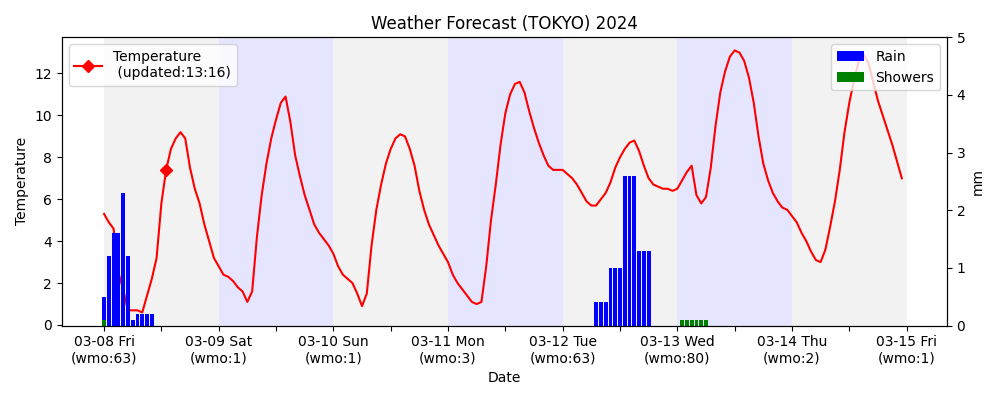 Weather Forecast (TOKYO) 2024
Temperature
(updated:13:16)
Rain
Showers
Temperature
12
10
8
6
4
2
0
5
4
3
2
1
0
mm
03-08 Fri
(wmo:63)
03-09 Sat
(wmo:1)
03-10 Sun
(wmo:1)
03-11 Mon
(wmo:3)
03-12 Tue
(wmo:63)
03-13 Wed
(wmo:80)
03-14 Thu
(wmo:2)
03-15 Fri
(wmo:1)
Date